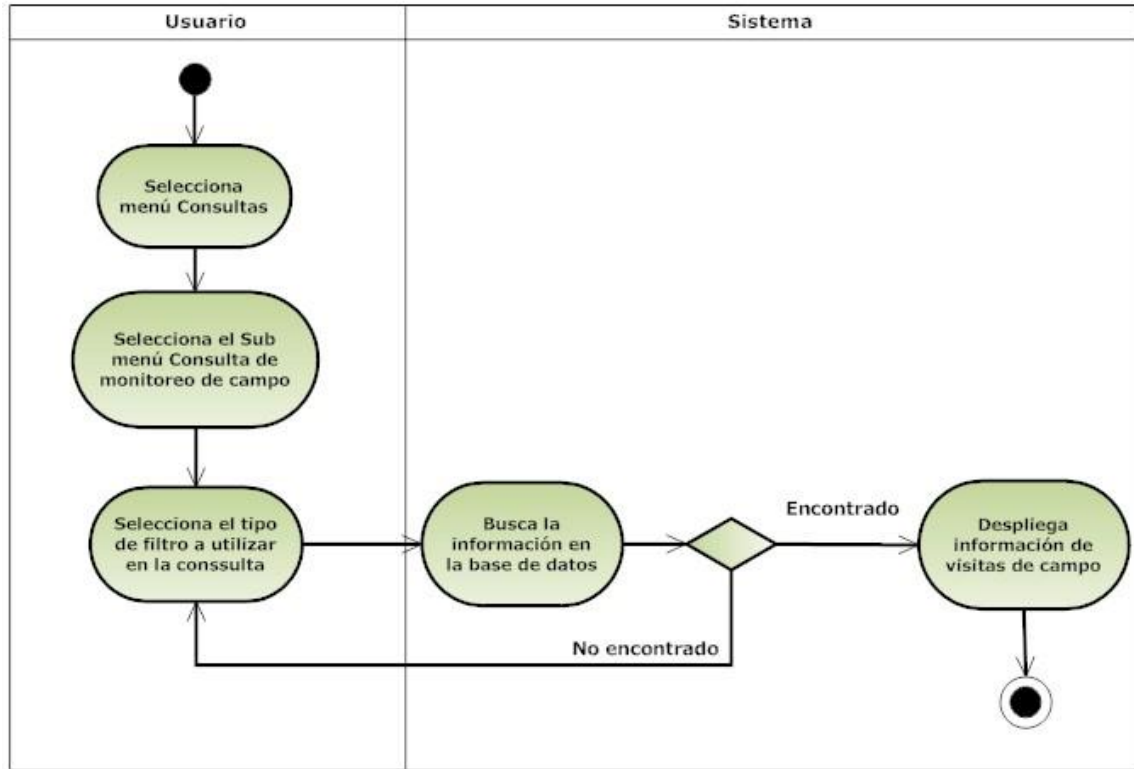 Usuario
Sistema
Selecciona
menú Consultas
Selecciona el Sub
menú Consulta de
monitoreo de campo
Selecciona el tipo
de filtro a utilizar
en la conssulta
Busca la
información en
la base de datos
Encontrado
Despliega
información de
visitas de campo
No encontrado